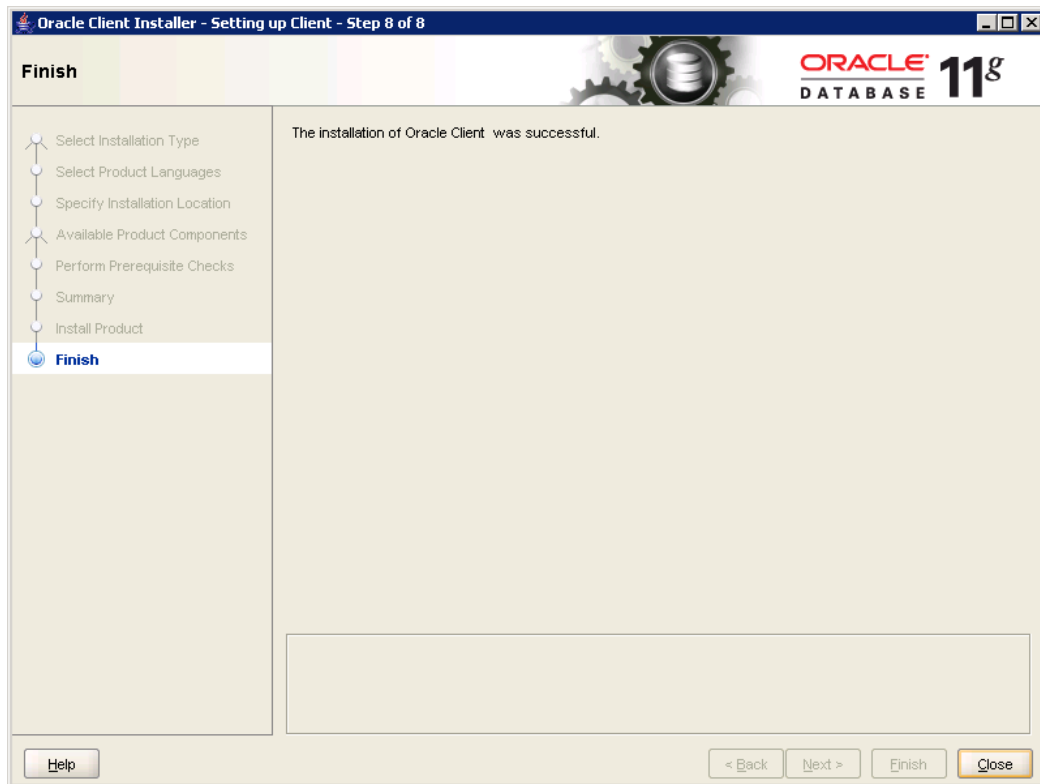 Oracle Client Installer - Setting up Client - Step 8 of 8
Finish
ORACLE
DATABASE
11g
Select Installation Type
Select Product Languages
Specify Installation Location
Available Product Components
Perform Prerequisite Checks
Summary
Install Product
Finish
The installation of Oracle Client  was successful.
Help
< Back
Next >
Finish
Close